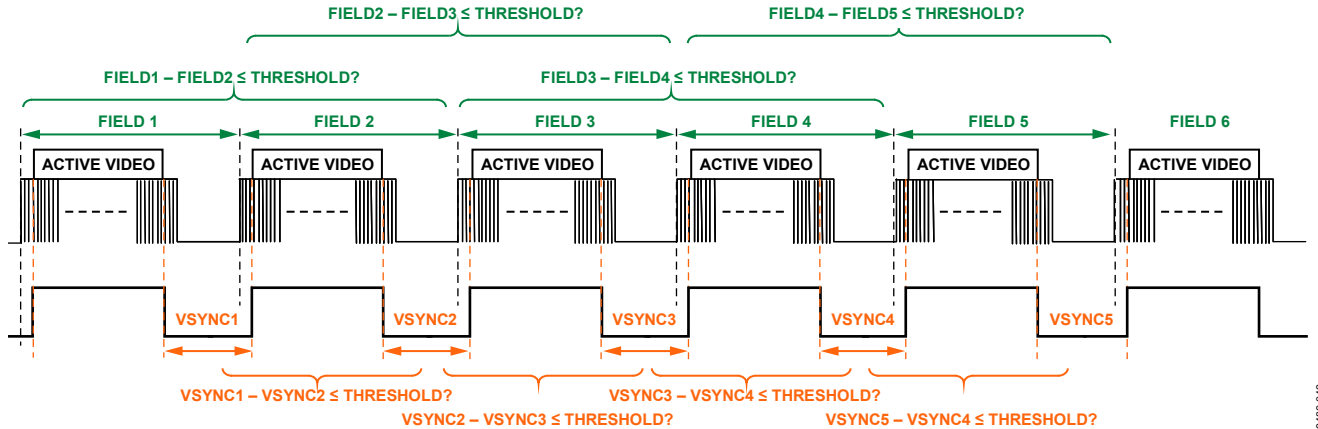 FIELD2 – FIELD3 ≤ THRESHOLD?
FIELD4 – FIELD5 ≤ THRESHOLD?
FIELD1 – FIELD2 ≤ THRESHOLD?
FIELD3 – FIELD4 ≤ THRESHOLD?
FIELD 1
FIELD 2
FIELD 3
FIELD 4
FIELD 5
FIELD 6
ACTIVE VIDEO
ACTIVE VIDEO
ACTIVE VIDEO
ACTIVE VIDEO
ACTIVE VIDEO
ACTIVE VIDEO
VSYNC1
VSYNC2
VSYNC3
VSYNC4
VSYNC5
VSYNC1 – VSYNC2 ≤ THRESHOLD?
VSYNC3 – VSYNC4 ≤ THRESHOLD?
VSYNC2 – VSYNC3 ≤ THRESHOLD?
VSYNC5 – VSYNC4 ≤ THRESHOLD?